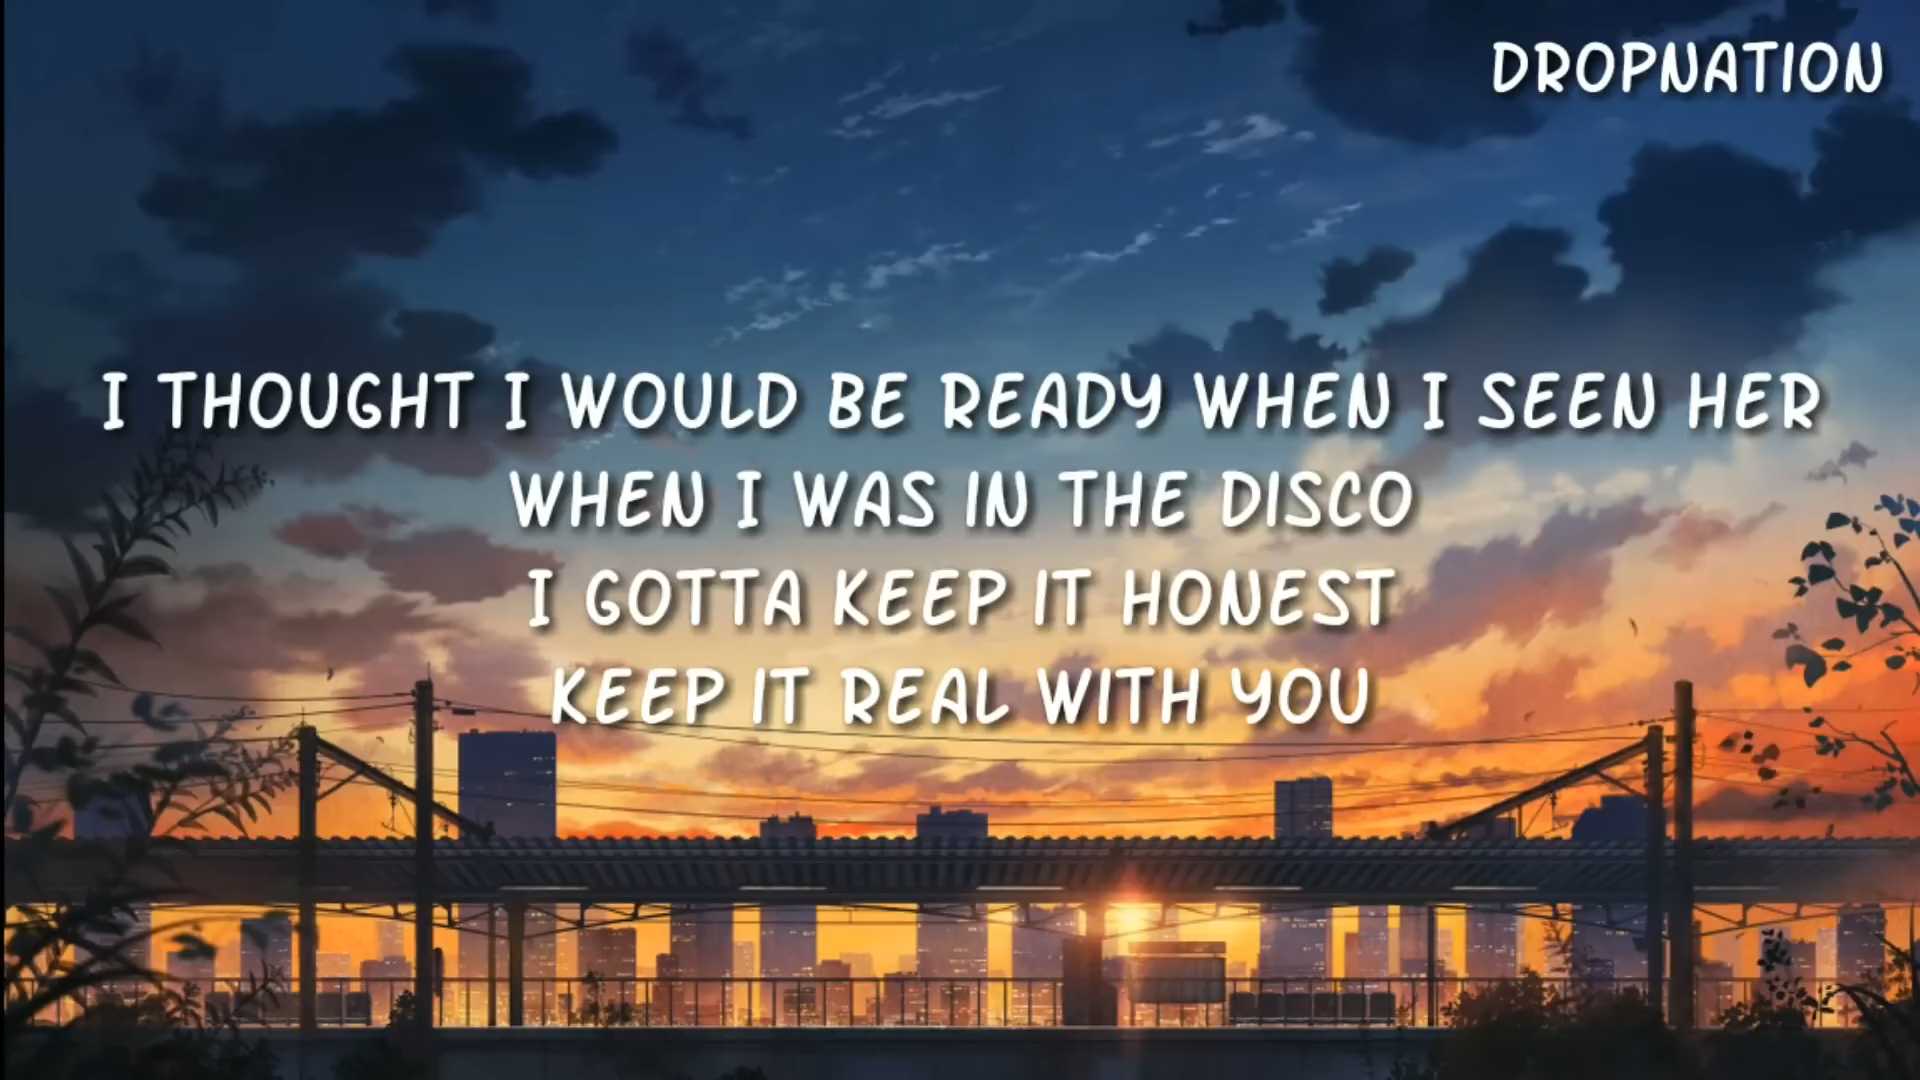 DROPNATION
I THOUGHT I WOULD BE READY WHEN I SEEN HER
WHEN I WAS IN THE DISCO
I GOTTA KEEP IT HONEST
KEEP IT REAL WITH YOU